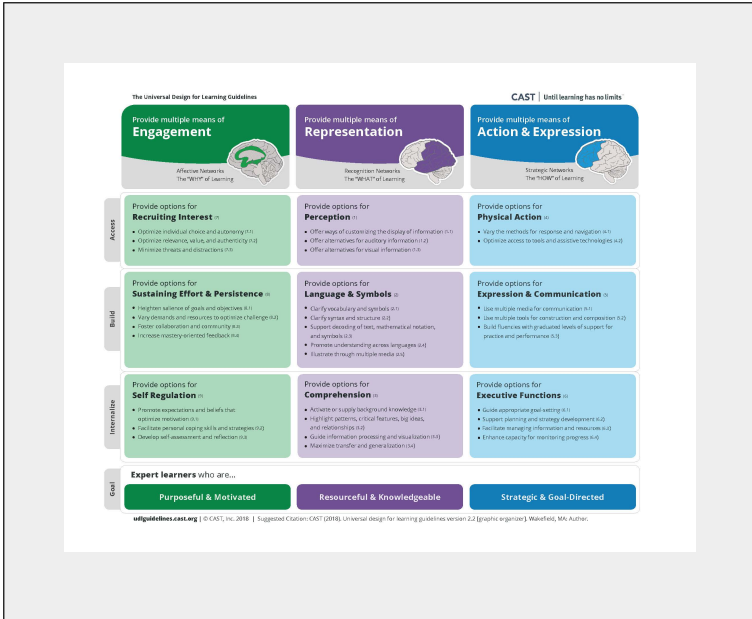 The Universal Design for Learning Guidelines
CAST | Until learning has no limits
Provide multiple means of
Engagement
Affective Networks
The "WHY" of Learning
Provide multiple means of
Representation
Recognition Networks
The "WHAT" of Learning
Provide multiple means of
Action & Expression
Strategic Networks
The "HOW" of Learning
Access
Provide options for
Recruiting Interest (7)
• Optimize individual choice and autonomy (7.1)
• Optimize relevance, value, and authenticity (7.2)
• Minimize threats and distractions (7.3)
Provide options for
Perception (1)
• Offer ways of customizing the display of information (1.1)
• Offer alternatives for auditory information (1.2)
• Offer alternatives for visual information (1.3)
Provide options for
Physical Action (4)
• Vary the methods for response and navigation (4.1)
• Optimize access to tools and assistive technologies (4.2)
Build
Provide options for
Sustaining Effort & Persistence (8)
• Heighten salience of goals and objectives (8.1)
• Vary demands and resources to optimize challenge (8.2)
• Foster collaboration and community (8.3)
• Increase mastery-oriented feedback (8.4)
Provide options for
Language & Symbols (2)
• Clarify vocabulary and symbols (2.1)
• Clarify syntax and structure (2.2)
• Support decoding of text, mathematical notation,
and symbols (2.3)
• Promote understanding across languages (2.4)
• Illustrate through multiple media (2.5)
Provide options for
Expression & Communication (5)
• Use multiple media for communication (5.1)
• Use multiple tools for construction and composition (5.2)
• Build fluencies with graduated levels of support for
practice and performance (5.3)
Internalize
Provide options for
Self Regulation (9)
• Promote expectations and beliefs that
optimize motivation (9.1)
• Facilitate personal coping skills and strategies (9.2)
• Develop self-assessment and reflection (9.3)
Provide options for
Comprehension (3)
• Activate or supply background knowledge (3.1)
• Highlight patterns, critical features, big ideas,
and relationships (3.2)
• Guide information processing and visualization (3.3)
• Maximize transfer and generalization (3.4)
Provide options for
Executive Functions (6)
• Guide appropriate goal-setting (6.1)
• Support planning and strategy development (6.2)
• Facilitate managing information and resources (6.3)
• Enhance capacity for monitoring progress (6.4)
Goal
Expert learners who are...
Purposeful & Motivated
Resourceful & Knowledgeable
Strategic & Goal-Directed
udlguidelines.cast.org | © CAST, Inc. 2018 | Suggested Citation: CAST (2018). Universal design for learning guidelines version 2.2 [graphic organizer]. Wakefield, MA: Author.